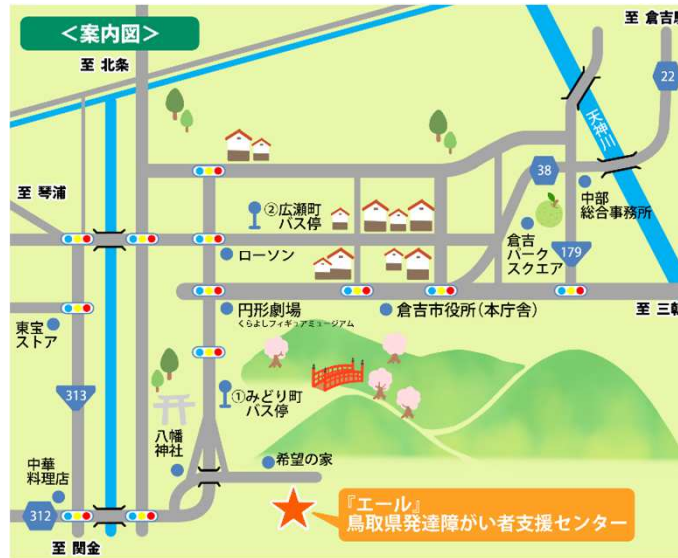 ＜案内図＞
至 北条
至 倉吉駅
22
天神川
38
至 琴浦
②広瀬町
バス停
中部
総合事務所
倉吉
パーク
スクエア
ローソン
179
円形劇場
くらよしフィギュアミュージアム
倉吉市役所（本庁舎）
至 三朝
東宝
ストア
313
①みどり町
バス停
八幡
神社
希望の家
中華
料理店
312
『エール』
鳥取県発達障がい者支援センター
至 関金